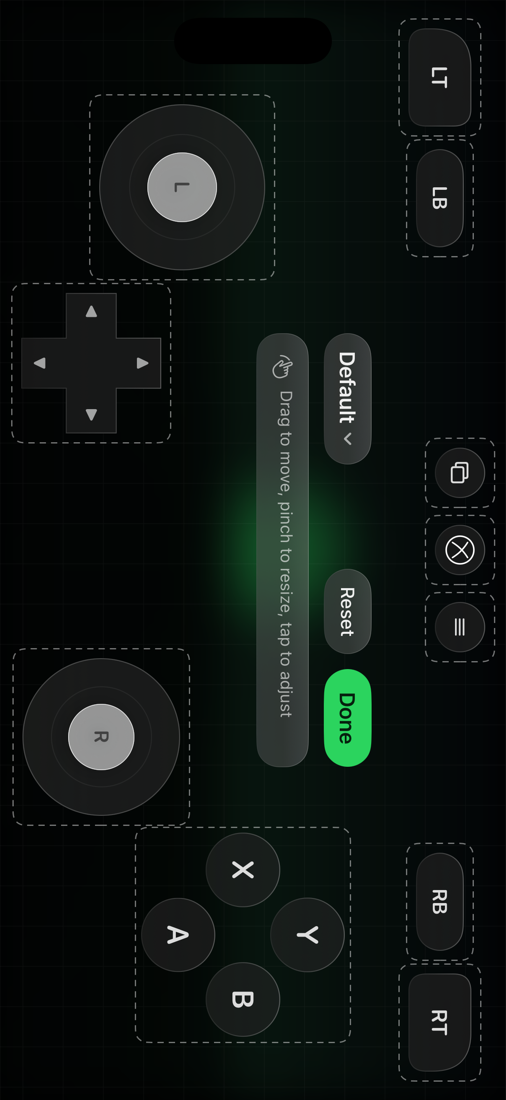 LT
LB
RB
RT
Default
Reset
Done
Drag to move, pinch to resize, tap to adjust
L
R
Y
X
B
A